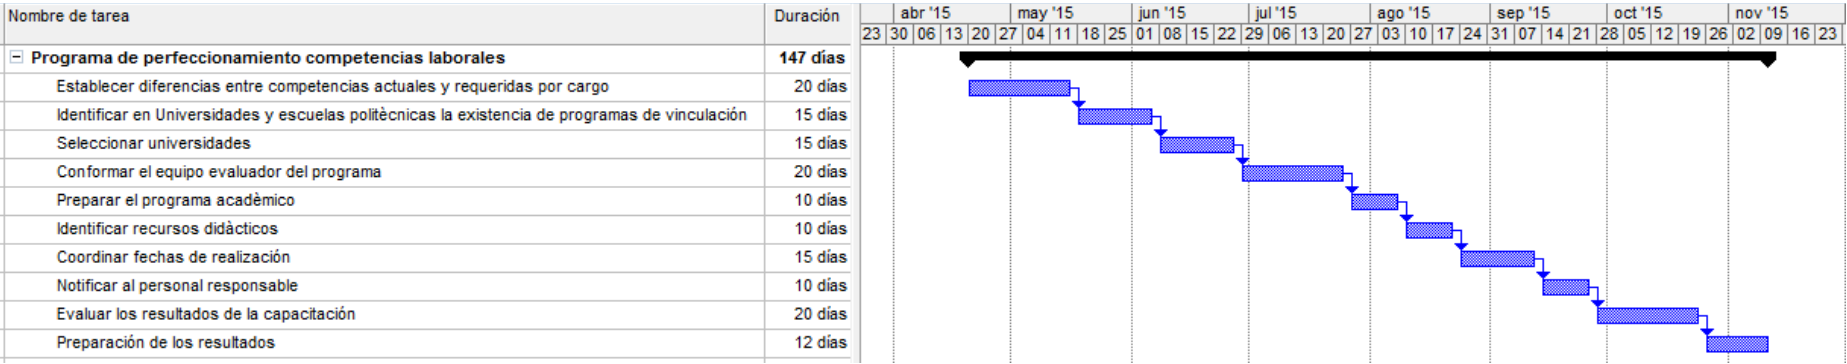 Nombre de tarea Duración abr '15 may '15 jun '15 jul '15 ago '15 sep '15 oct '15 nov '15
23 30 06 13 20 27 04 11 18 25 01 08 15 22 29 06 13 20 27 03 10 17 24 31 07 14 21 28 05 12 19 26 02 09 16 23
Programa de perfeccionamiento competencias laborales 147 días
Establecer diferencias entre competencias actuales y requeridas por cargo 20 días
Identificar en Universidades y escuelas politècnicas la existencia de programas de vinculación 15 días
Seleccionar universidades 15 días
Conformar el equipo evaluador del programa 20 días
Preparar el programa acadèmico 10 días
Identificar recursos didàcticos 10 días
Coordinar fechas de realización 15 días
Notificar al personal responsable 10 días
Evaluar los resultados de la capacitación 20 días
Preparación de los resultados 12 días